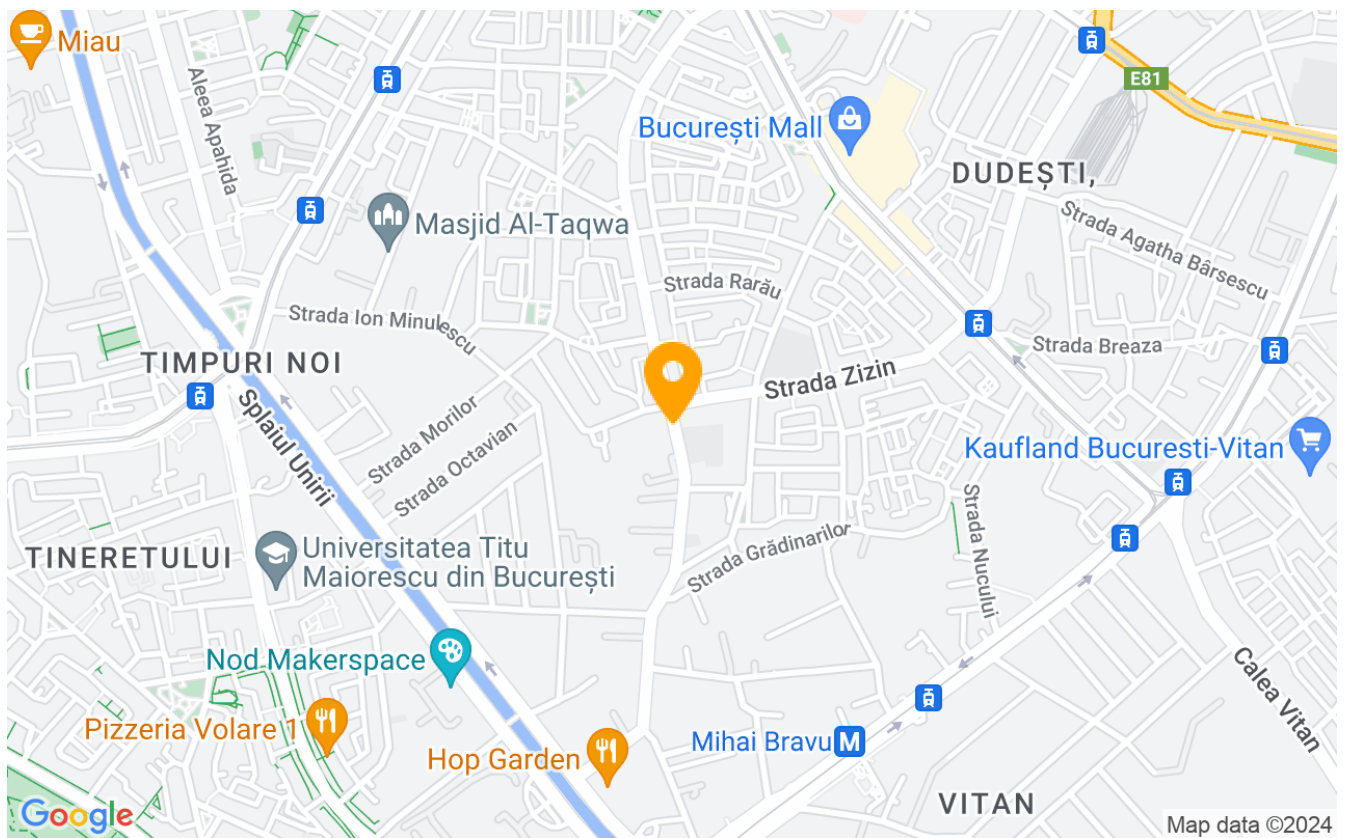 Miau
Aleea Apahida
E81
București Mall
DUDEȘTI,
Masjid Al-Taqwa
Strada Agatha Bârsescu
Strada Rarău
Strada Ion Minulescu
Strada Breaza
TIMPURI NOI
Strada Zizin
Splaiul Unirii
Strada Morilor
Strada Octavian
Kaufland Bucuresti-Vitan
Strada Nucului
TINERETULUI
Universitatea Titu
Maiorescu din București
Strada Grădinarilor
Nod Makerspace
Calea Vitan
Pizzeria Volare 1
Hop Garden
Mihai Bravu M
VITAN
Google
Map data ©2024